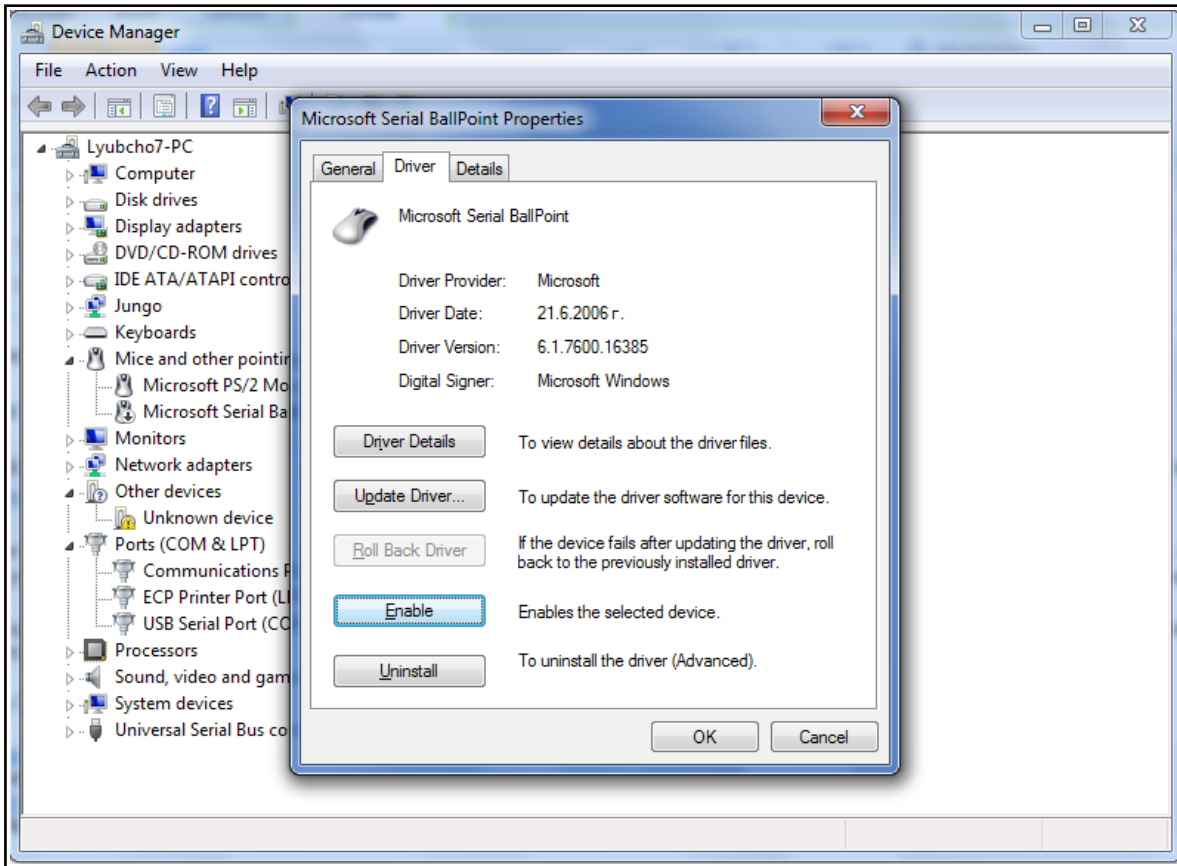 Device Manager
File Action View Help
Lyubcho7-PC
Computer
Disk drives
Display adapters
DVD/CD-ROM drives
IDE ATA/ATAPI contro
Jungo
Keyboards
Mice and other pointin
Microsoft PS/2 Mo
Microsoft Serial Ba
Monitors
Network adapters
Other devices
Unknown device
Ports (COM & LPT)
Communications P
ECP Printer Port (LP
USB Serial Port (CO
Processors
Sound, video and gam
System devices
Universal Serial Bus co
Microsoft Serial BallPoint Properties
General Driver Details
Microsoft Serial BallPoint
Driver Provider: Microsoft
Driver Date: 21.6.2006 г.
Driver Version: 6.1.7600.16385
Digital Signer: Microsoft Windows
Driver Details To view details about the driver files.
Update Driver... To update the driver software for this device.
Roll Back Driver If the device fails after updating the driver, roll
back to the previously installed driver.
Enable Enables the selected device.
Uninstall To uninstall the driver (Advanced).
OK Cancel